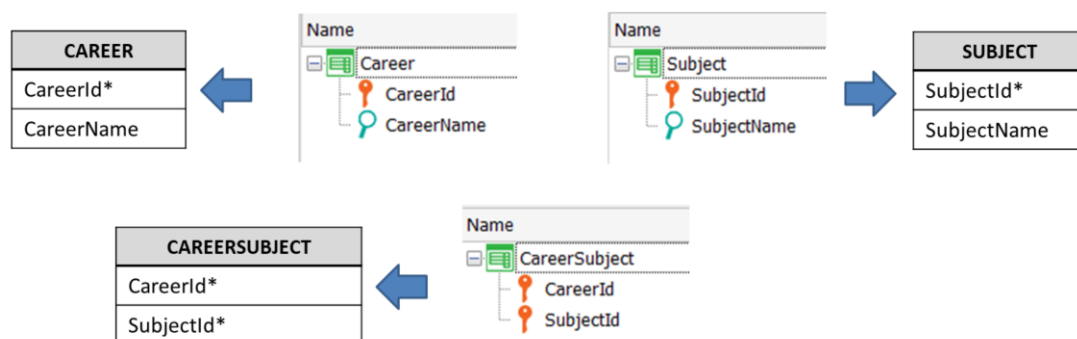 CAREER
CareerId*
CareerName
Name
Career
CareerId
CareerName
Name
Subject
SubjectId
SubjectName
SUBJECT
SubjectId*
SubjectName
CAREERSUBJECT
CareerId*
SubjectId*
Name
CareerSubject
CareerId
SubjectId